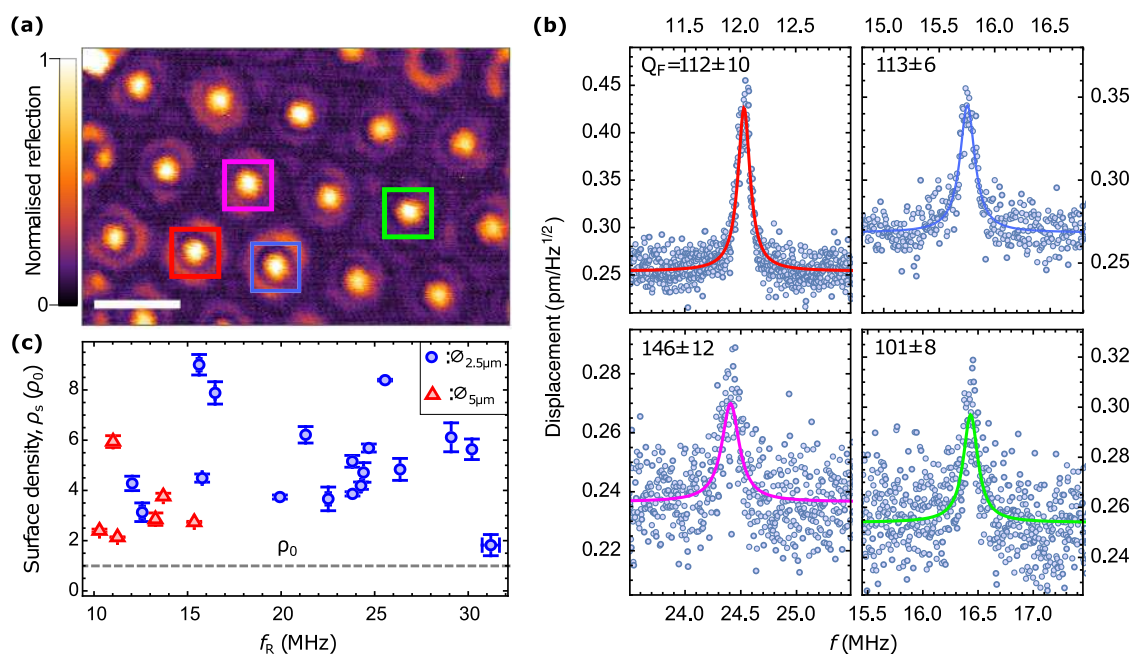 (a)
1
Normalised reflection
0
(b)
11.5 12.0 12.5
15.0 15.5 16.0 16.5
Q_F=112±10
113±6
0.45
0.40
0.35
0.30
0.25
0.35
0.30
0.25
Displacement (pm/Hz^1/2)
146±12
101±8
0.28
0.26
0.24
0.22
0.32
0.30
0.28
0.26
0.24
24.0 24.5 25.0
15.5 16.0 16.5 17.0
f (MHz)
(c)
Surface density, ρ_s (ρ_0)
8
6
4
2
0
:∅_2.5μm
:∅_5μm
ρ_0
10 15 20 25 30
f_R (MHz)